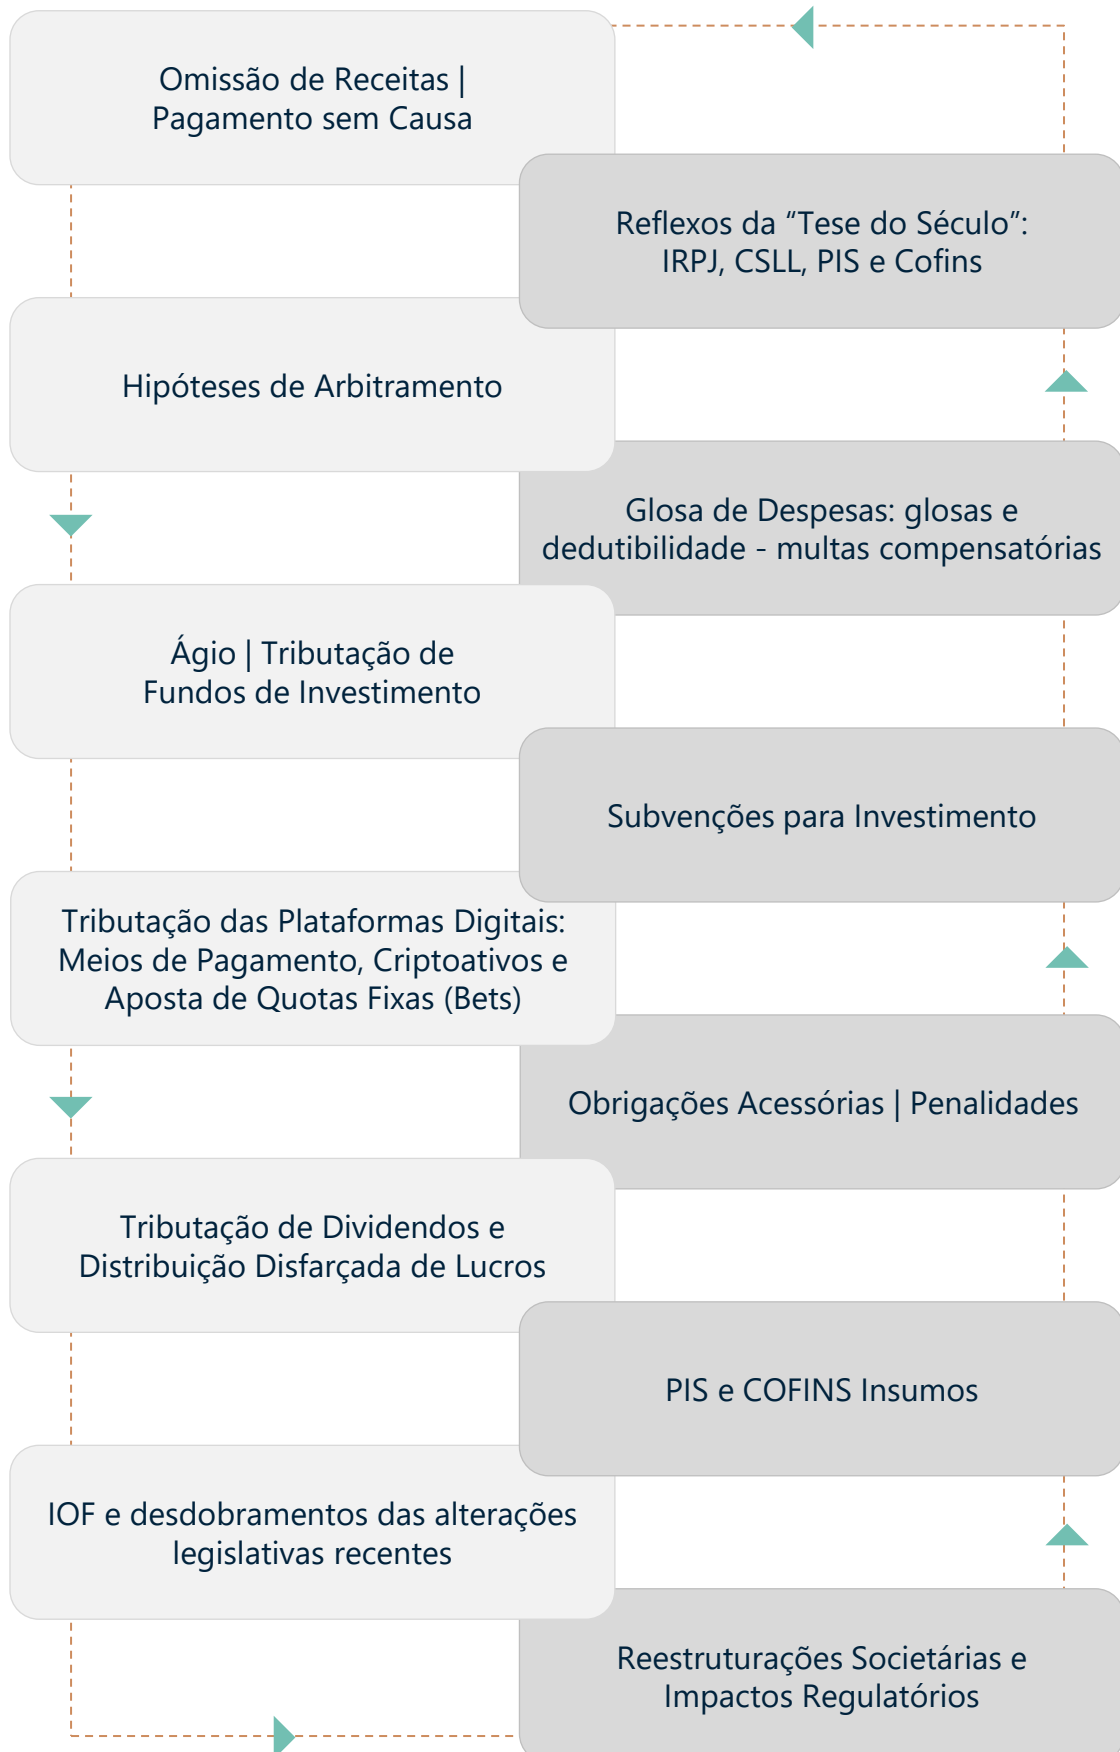 Omissão de Receitas |
Pagamento sem Causa
Reflexos da “Tese do Século”:
IRPJ, CSLL, PIS e Cofins
Hipóteses de Arbitramento
Glosa de Despesas: glosas e
dedutibilidade - multas compensatórias
Ágio | Tributação de
Fundos de Investimento
Subvenções para Investimento
Tributação das Plataformas Digitais:
Meios de Pagamento, Criptoativos e
Aposta de Quotas Fixas (Bets)
Obrigações Acessórias | Penalidades
Tributação de Dividendos e
Distribuição Disfarçada de Lucros
PIS e COFINS Insumos
IOF e desdobramentos das alterações
legislativas recentes
Reestruturações Societárias e
Impactos Regulatórios